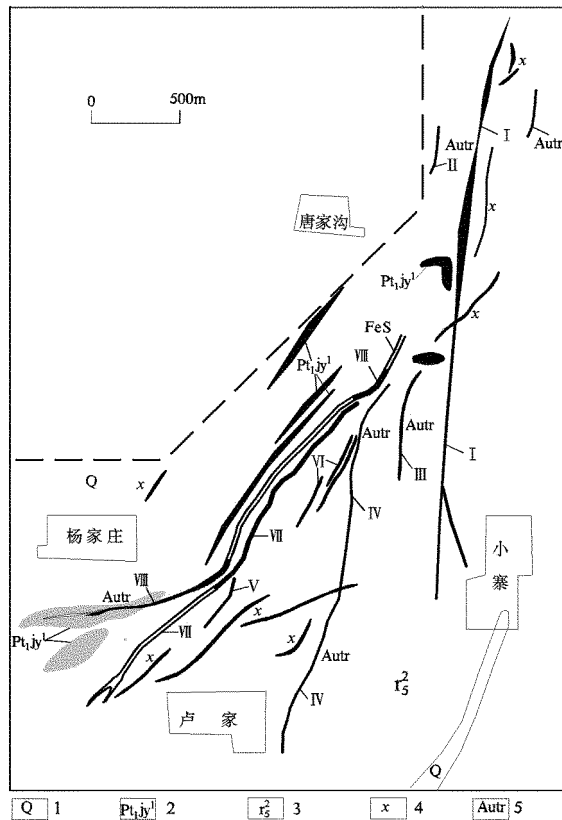 0 500m
x
Autr
I
Autr
II
x
唐家沟
Pt₁jy¹
x
FeS
Pt₁jy¹
VIII
Autr
Autr
I
VI
III
Q
x
IV
杨家庄
VII
小寨
VIII
Autr
V
Pt₁jy¹
x
VII
x
x
Autr
r₅²
IV
卢家
Q
Q 1 Pt₁jy¹ 2 r₅² 3 x 4 Autr 5